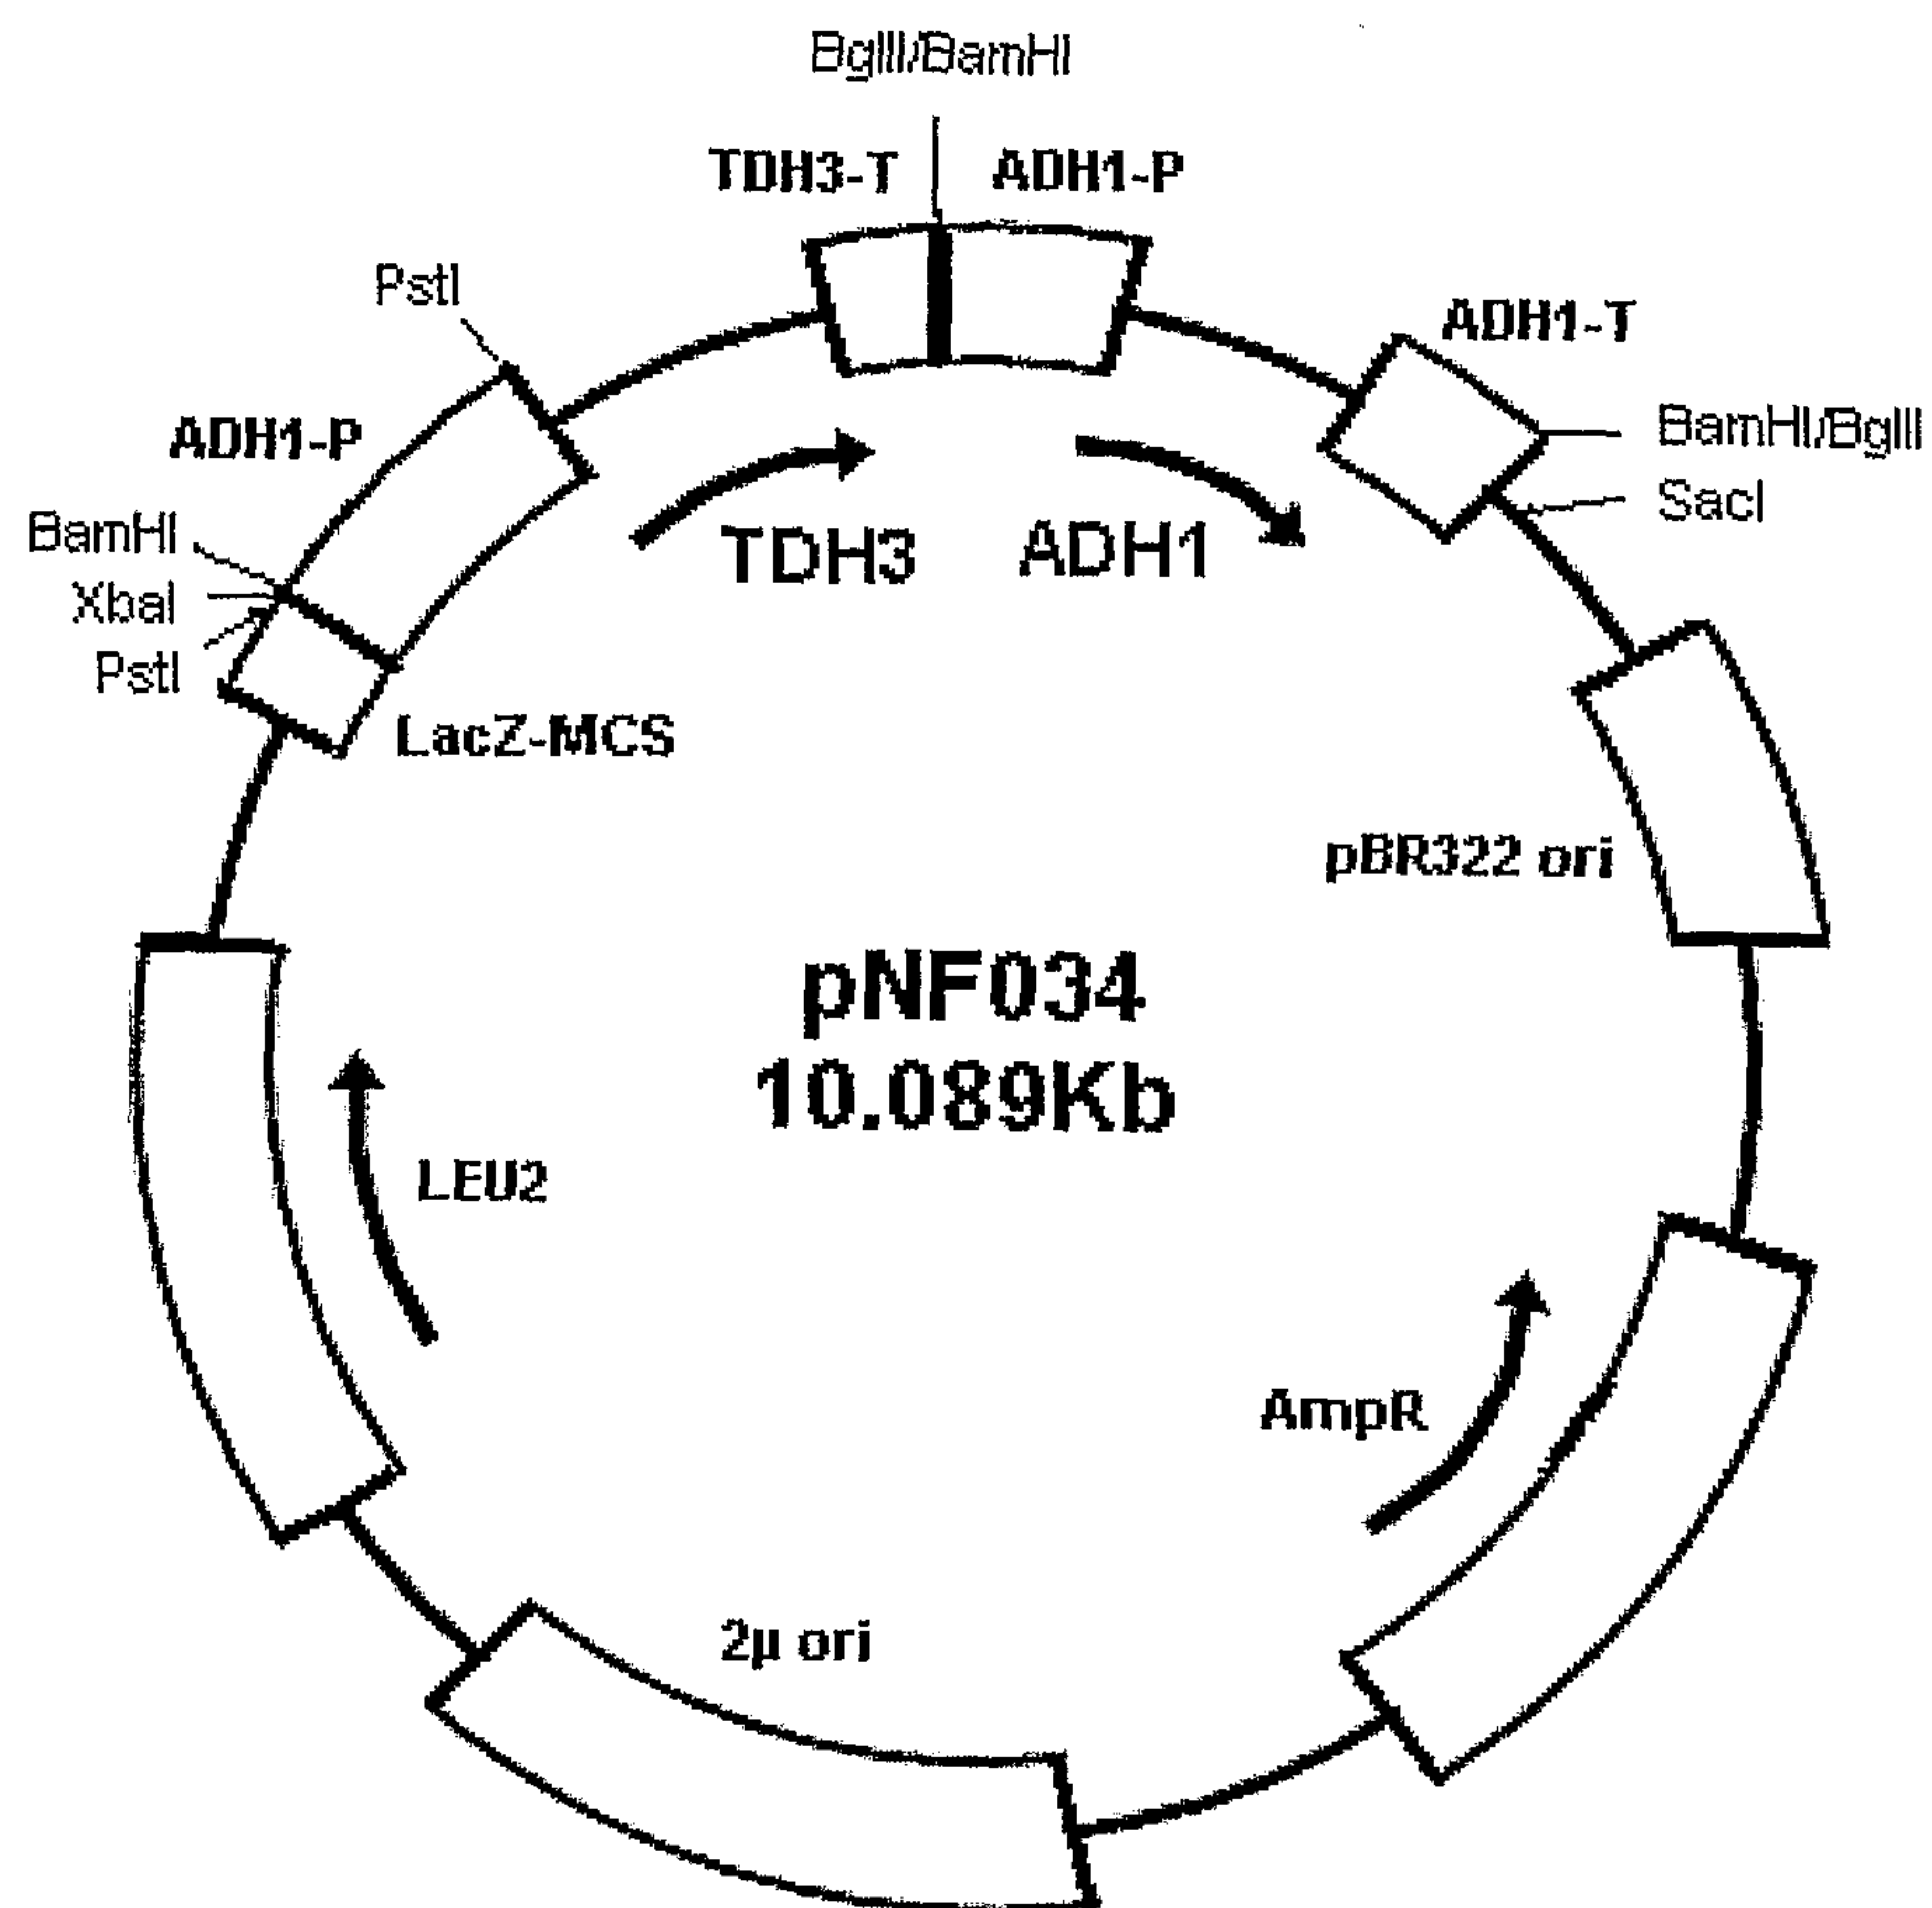 BglII/BamHI
TDH3-T
ADH1-P
PstI
ADH1-T
ADH1-P
BamHI/BglII
SacI
BamHI
XbaI
PstI
TDH3
ADH1
LacZ-MCS
pBR322 ori
pNF034
10.089Kb
LEU2
AmpR
2µ ori